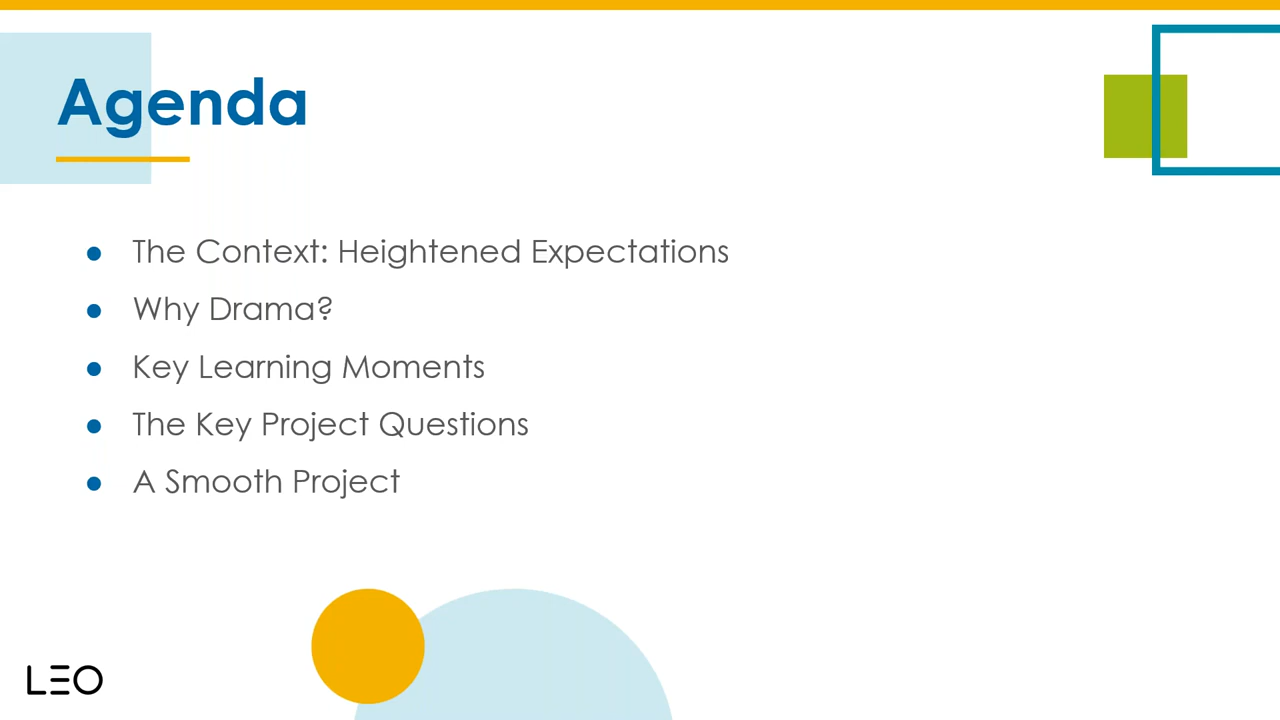 Agenda
● The Context: Heightened Expectations
● Why Drama?
● Key Learning Moments
● The Key Project Questions
● A Smooth Project
LEO